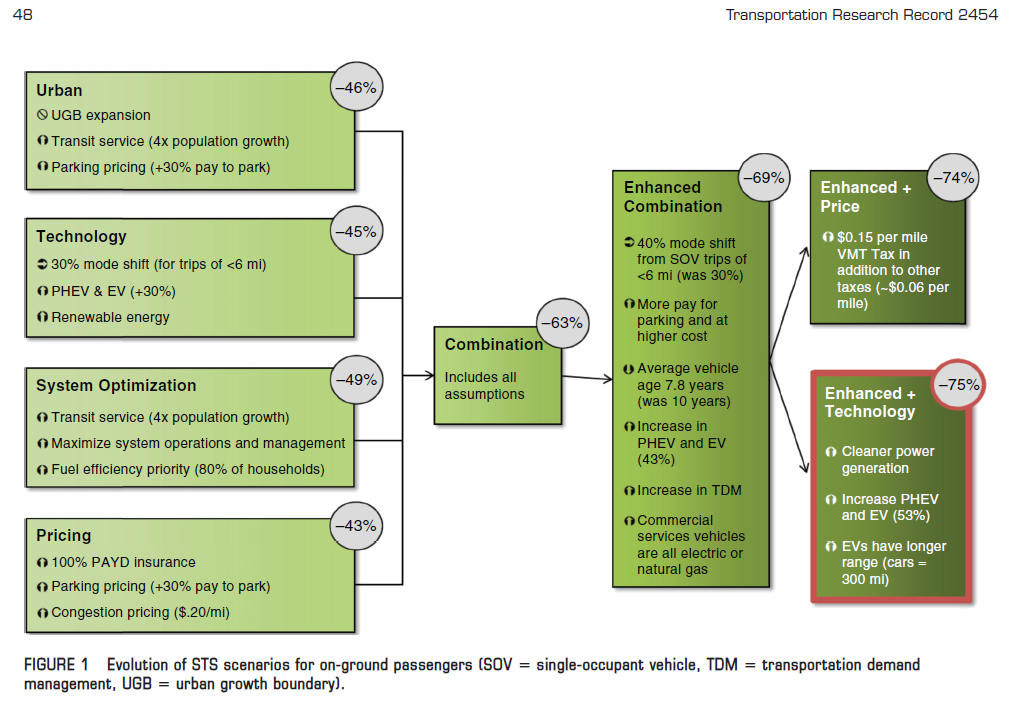 48
Transportation Research Record 2454
–46%
Urban
UGB expansion
Transit service (4x population growth)
Parking pricing (+30% pay to park)
–45%
Technology
30% mode shift (for trips of <6 mi)
PHEV & EV (+30%)
Renewable energy
–49%
System Optimization
Transit service (4x population growth)
Maximize system operations and management
Fuel efficiency priority (80% of households)
–43%
Pricing
100% PAYD insurance
Parking pricing (+30% pay to park)
Congestion pricing ($.20/mi)
–63%
Combination
Includes all
assumptions
–69%
Enhanced
Combination
40% mode shift
from SOV trips of
<6 mi (was 30%)
More pay for
parking and at
higher cost
Average vehicle
age 7.8 years
(was 10 years)
Increase in
PHEV and EV
(43%)
Increase in TDM
Commercial
services vehicles
are all electric or
natural gas
–74%
Enhanced +
Price
$0.15 per mile
VMT Tax in
addition to other
taxes (~$0.06 per
mile)
–75%
Enhanced +
Technology
Cleaner power
generation
Increase PHEV
and EV (53%)
EVs have longer
range (cars =
300 mi)
FIGURE 1 Evolution of STS scenarios for on-ground passengers (SOV = single-occupant vehicle, TDM = transportation demand
management, UGB = urban growth boundary).